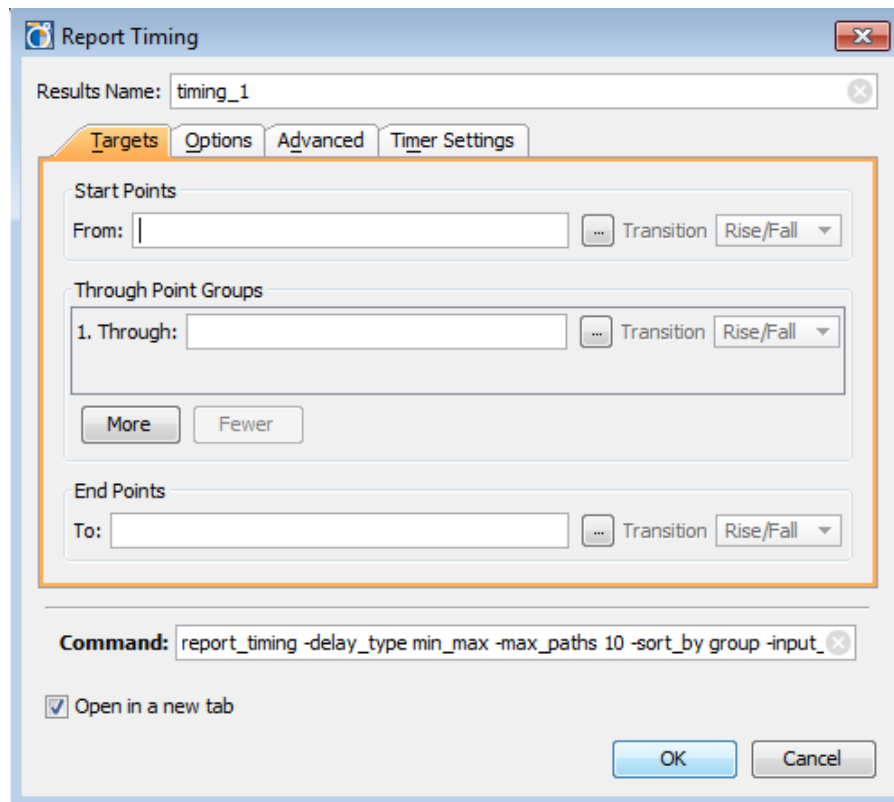 Report Timing
Results Name: timing_1
Targets Options Advanced Timer Settings
Start Points
From: ... Transition Rise/Fall
Through Point Groups
1. Through: ... Transition Rise/Fall
More Fewer
End Points
To: ... Transition Rise/Fall
Command: report_timing -delay_type min_max -max_paths 10 -sort_by group -input_
Open in a new tab
OK Cancel